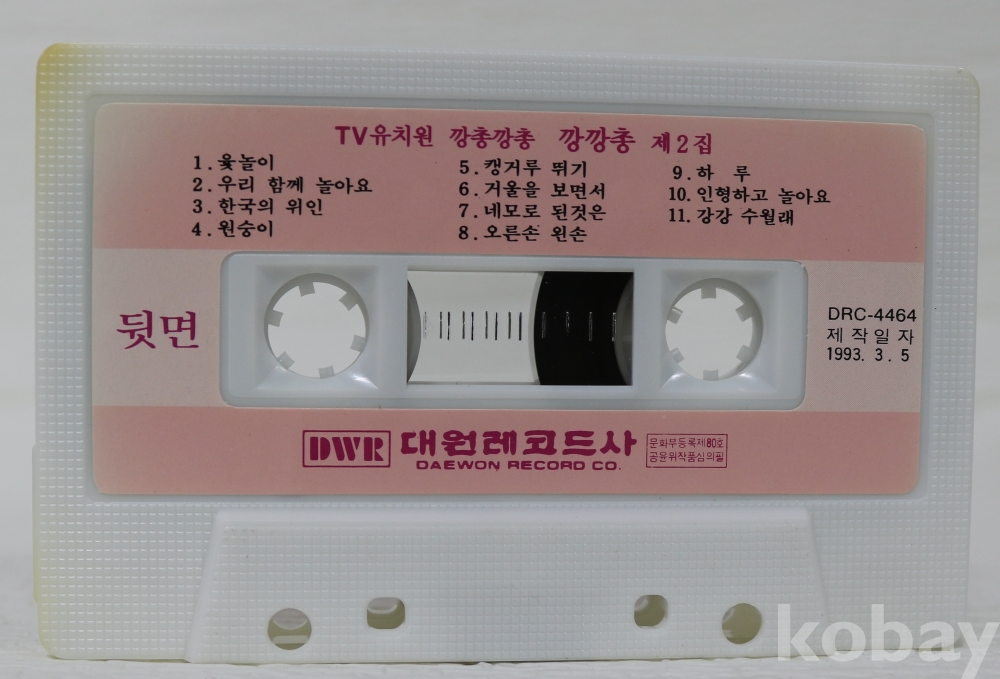 TV유치원 깡총깡총 깡깡총 제2집
1.윷놀이
2.우리 함께 놀아요
3.한국의 위인
4.원숭이
5.캥거루 뛰기
6.거울을 보면서
7.네모로 된것은
8.오른손 왼손
9.하 루
10.인형하고 놀아요
11.강강 수월래
뒷면
DRC-4464
제작일자
1993. 3. 5
DWR 대원레코드사
DAEWON RECORD CO.
문화부등록제80호
공윤위작품심의필
kobay